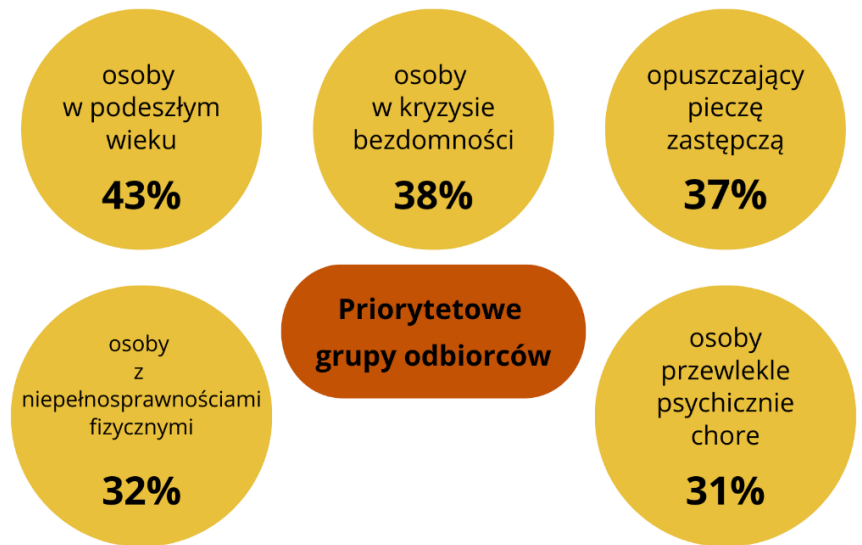 osoby
w podeszłym
wieku
43%
osoby
w kryzysie
bezdomności
38%
opuszczający
pieczę
zastępczą
37%
Priorytetowe
grupy odbiorców
osoby
z
niepełnosprawnościami
fizycznymi
32%
osoby
przewlekle
psychicznie
chore
31%